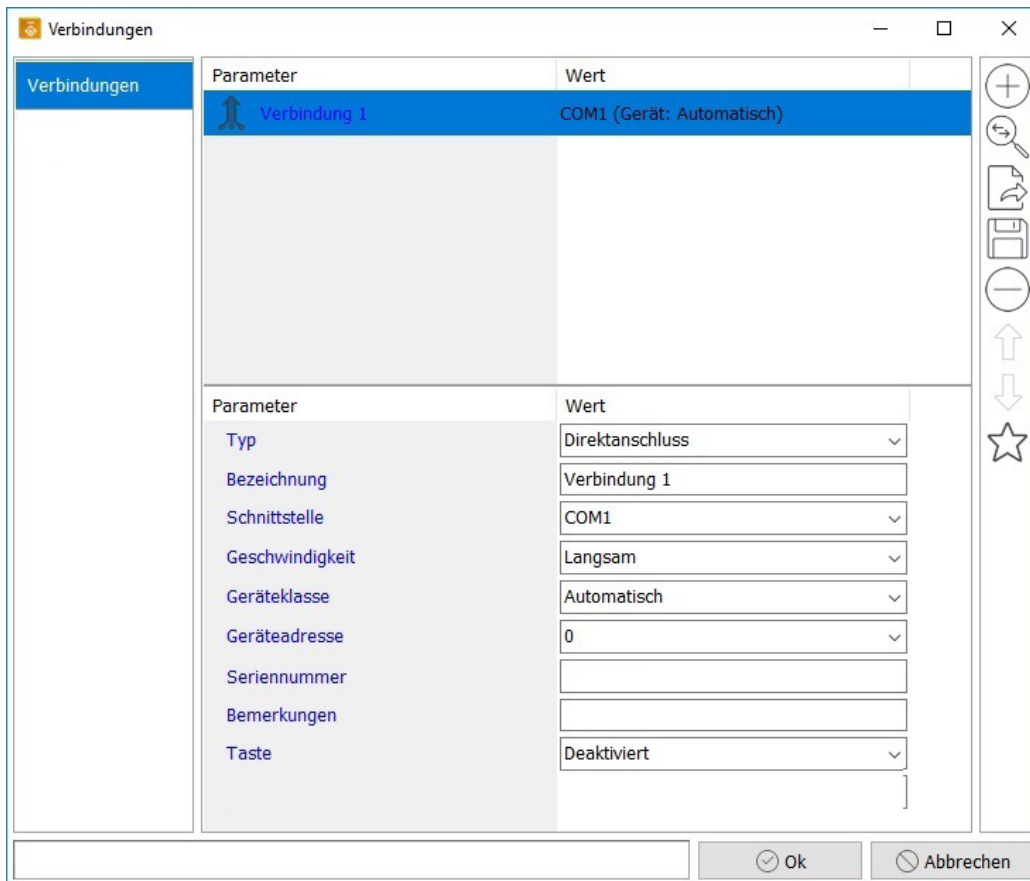 Verbindungen
Verbindungen
Parameter Wert
Verbindung 1 COM1 (Gerät: Automatisch)
Parameter Wert
Typ Direktanschluss
Bezeichnung Verbindung 1
Schnittstelle COM1
Geschwindigkeit Langsam
Geräteklasse Automatisch
Geräteadresse 0
Seriennummer
Bemerkungen
Taste Deaktiviert
Ok Abbrechen